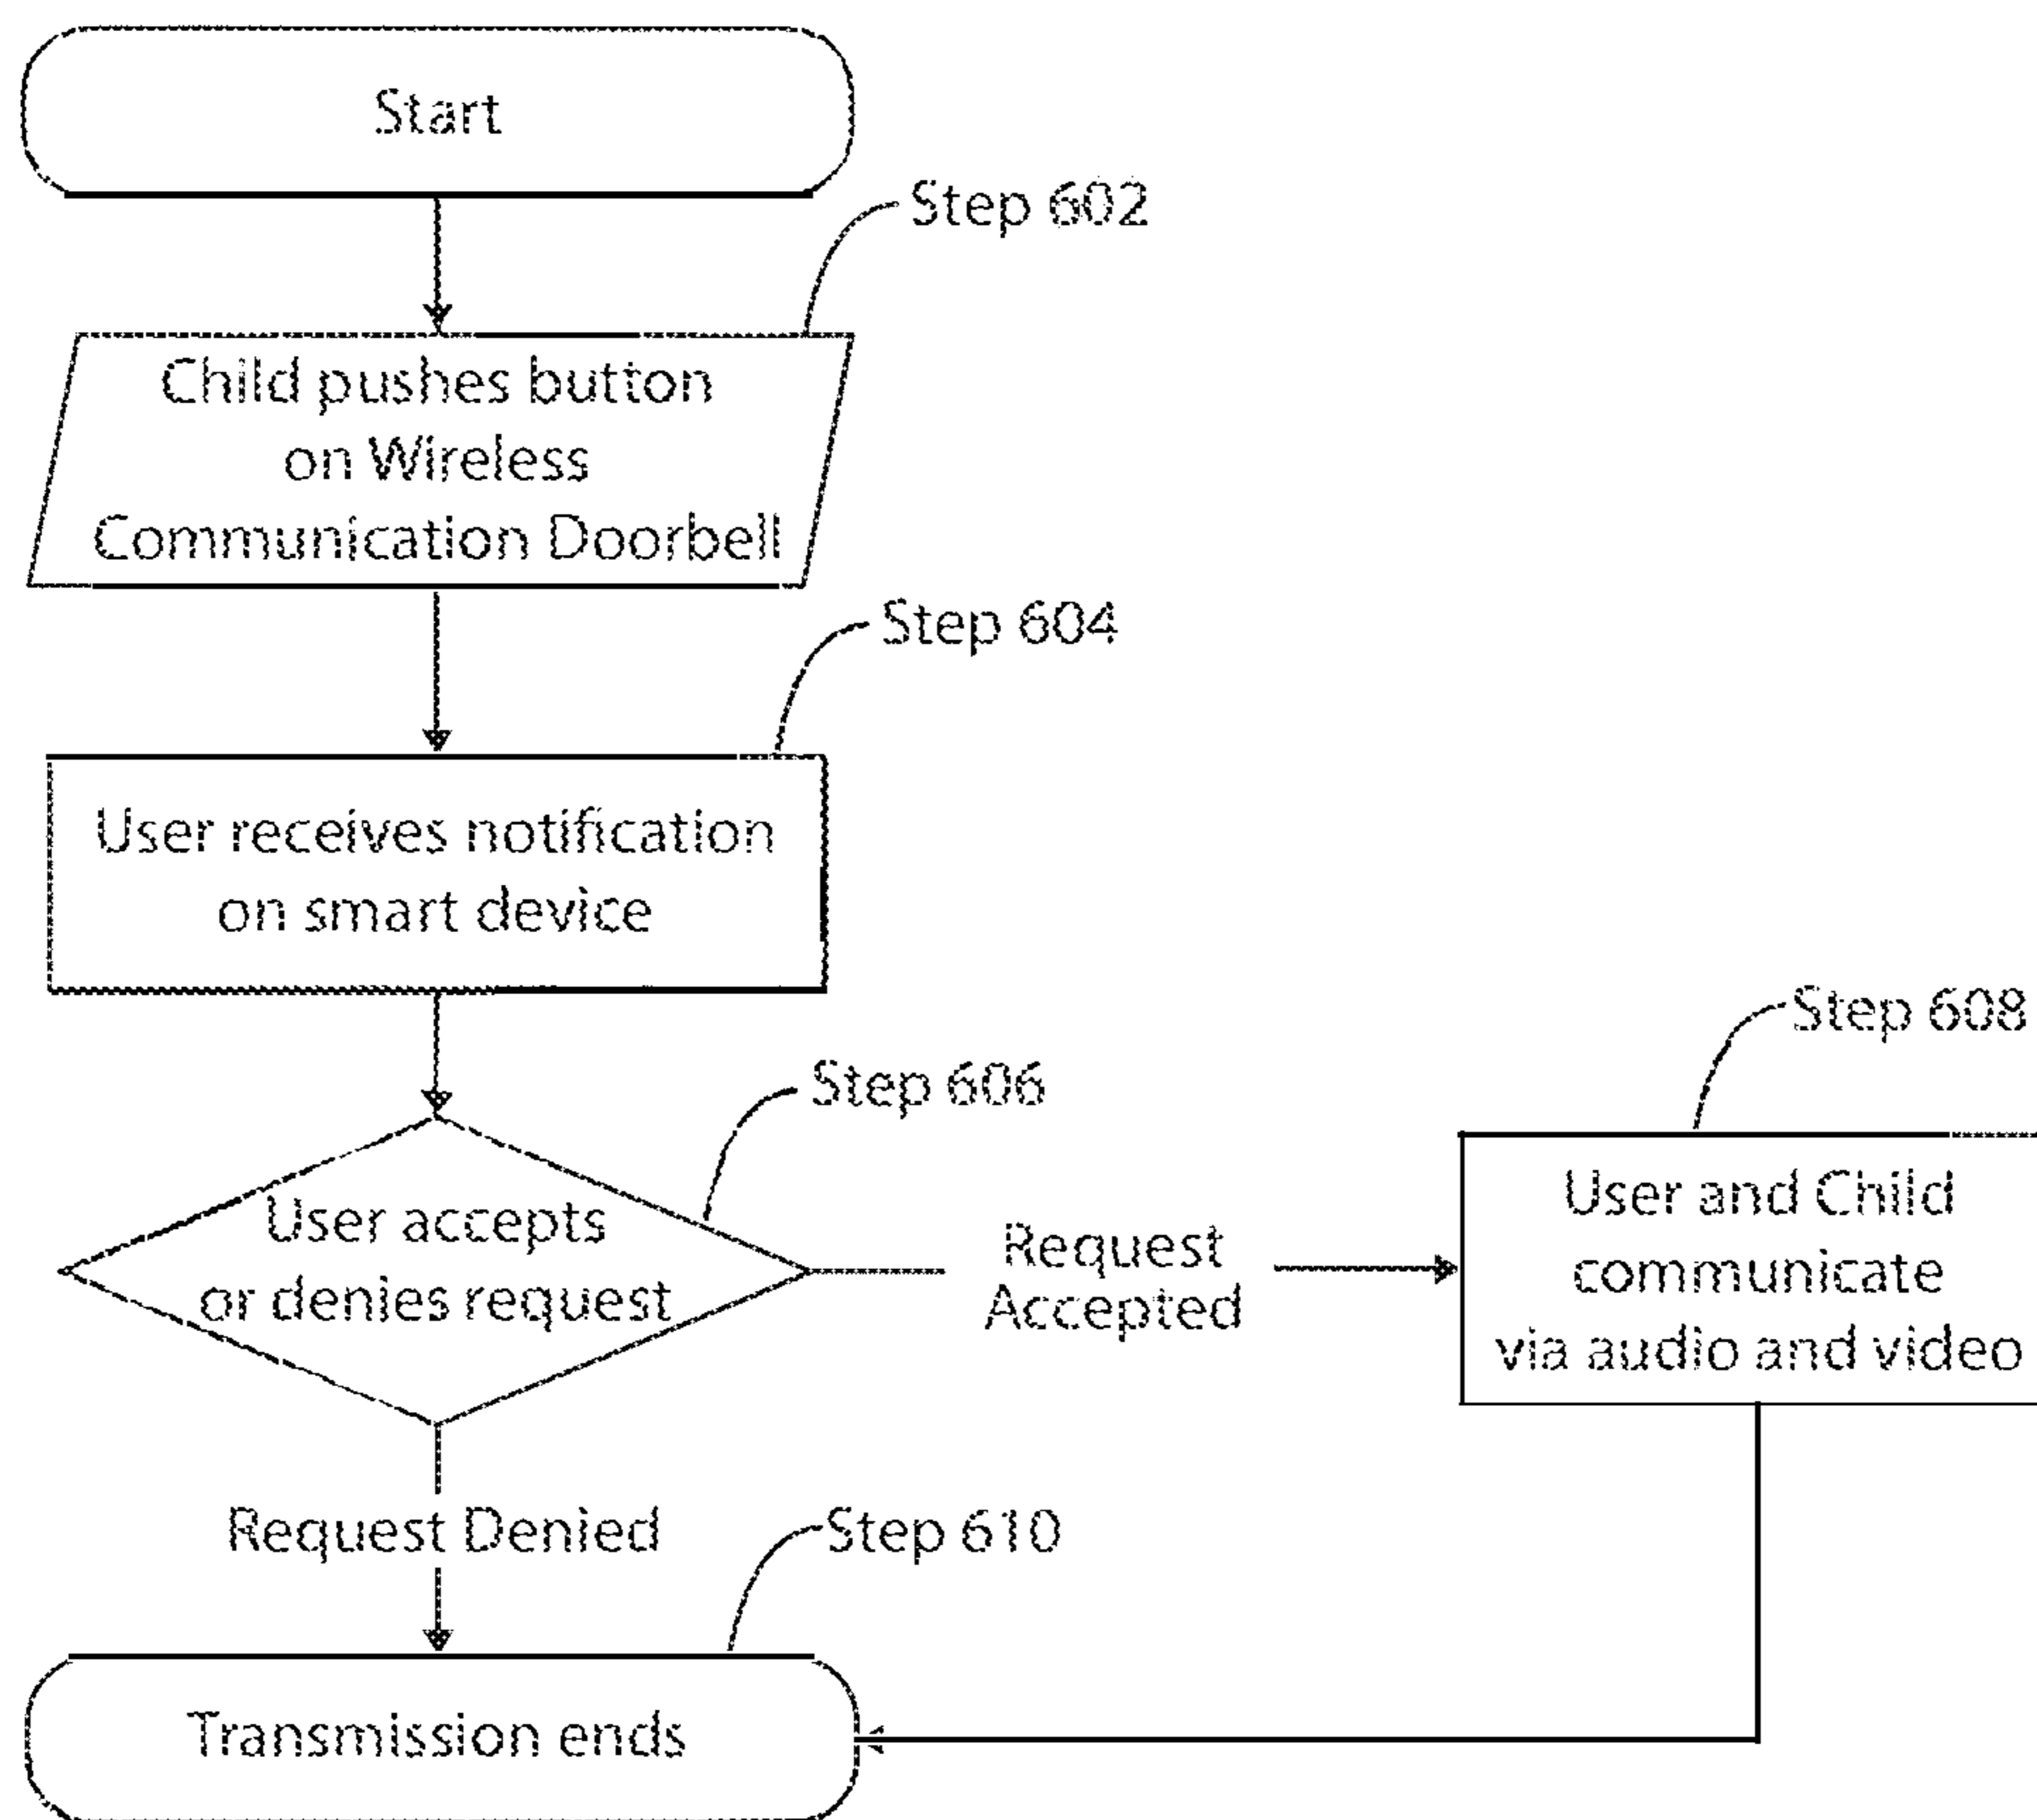 Start
Step 602
Child pushes button
on Wireless
Communication Doorbell
Step 604
User receives notification
on smart device
Step 606
User accepts
or denies request
Request
Accepted
Step 608
User and Child
communicate
via audio and video
Request Denied
Step 610
Transmission ends